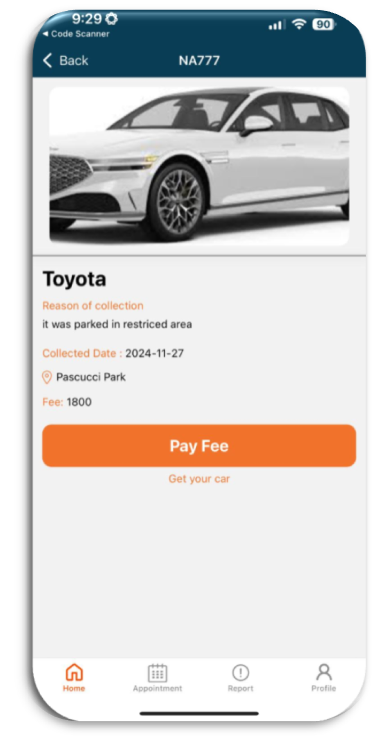 9:29
90
◂ Code Scanner
Back
NA777
Toyota
Reason of collection
it was parked in restriced area
Collected Date : 2024-11-27
Pascucci Park
Fee: 1800
Pay Fee
Get your car
Home Appointment Report Profile